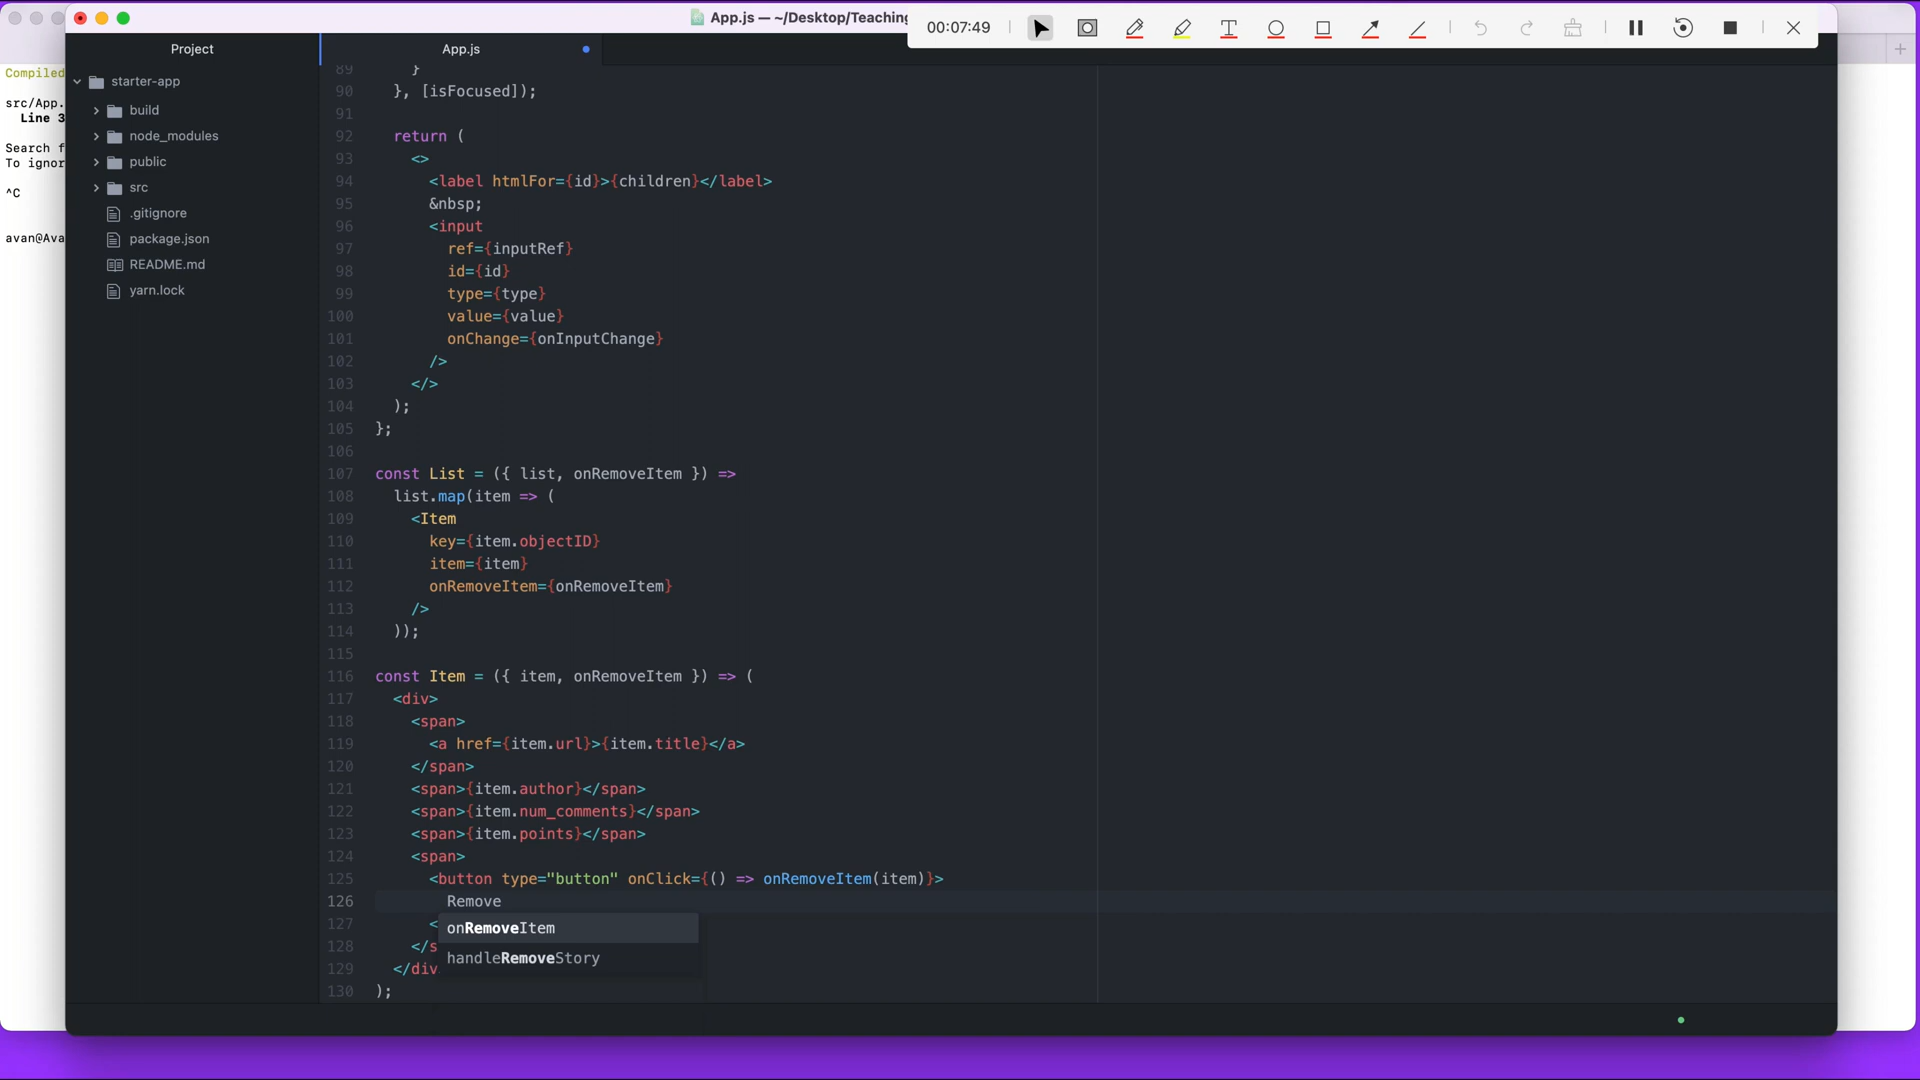 App.js — ~/Desktop/Teaching
00:07:49
Project
App.js
Compiled
src/App.
Line 3
Search f
To ignor
^C
avan@Ava
starter-app
build
node_modules
public
src
.gitignore
package.json
README.md
yarn.lock
89 }
90 }, [isFocused]);
91
92 return (
93 <>
94 <label htmlFor={id}>{children}</label>
95 &nbsp;
96 <input
97 ref={inputRef}
98 id={id}
99 type={type}
100 value={value}
101 onChange={onInputChange}
102 />
103 </>
104 );
105 };
106
107 const List = ({ list, onRemoveItem }) =>
108 list.map(item => (
109 <Item
110 key={item.objectID}
111 item={item}
112 onRemoveItem={onRemoveItem}
113 />
114 ));
115
116 const Item = ({ item, onRemoveItem }) => (
117 <div>
118 <span>
119 <a href={item.url}>{item.title}</a>
120 </span>
121 <span>{item.author}</span>
122 <span>{item.num_comments}</span>
123 <span>{item.points}</span>
124 <span>
125 <button type="button" onClick={() => onRemoveItem(item)}>
126 Remove
127 <
onRemoveItem
128 </s
handleRemoveStory
129 </div
130 );